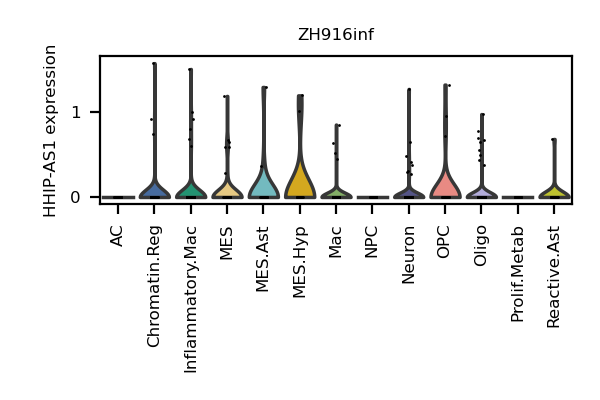 ZH916inf
HHIP-AS1 expression
1
0
AC
Chromatin.Reg
Inflammatory.Mac
MES
MES.Ast
MES.Hyp
Mac
NPC
Neuron
OPC
Oligo
Prolif.Metab
Reactive.Ast